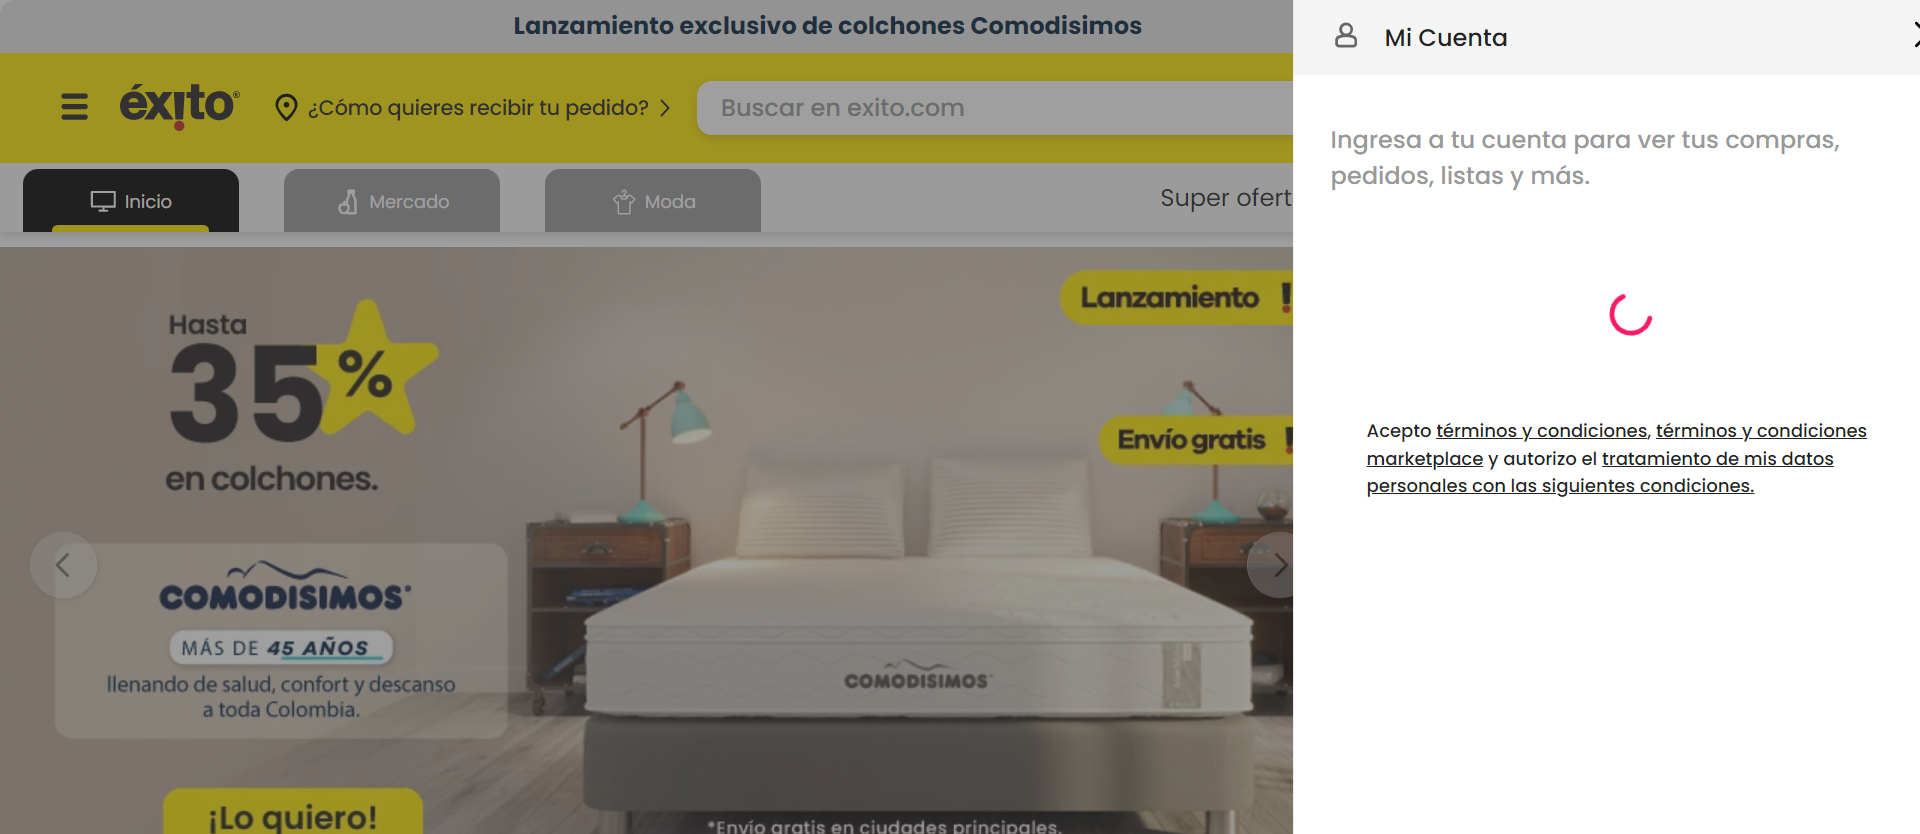 Lanzamiento exclusivo de colchones Comodisimos
éxito®
¿Cómo quieres recibir tu pedido?
Buscar en exito.com
Inicio
Mercado
Moda
Super ofert
Hasta
35%
en colchones.
COMODISIMOS
MÁS DE 45 AÑOS
llenando de salud, confort y descanso
a toda Colombia.
¡Lo quiero!
Lanzamiento !
Envío gratis !
COMODISIMOS
*Envío gratis en ciudades principales.
Mi Cuenta
Ingresa a tu cuenta para ver tus compras,
pedidos, listas y más.
Acepto términos y condiciones, términos y condiciones
marketplace y autorizo el tratamiento de mis datos
personales con las siguientes condiciones.